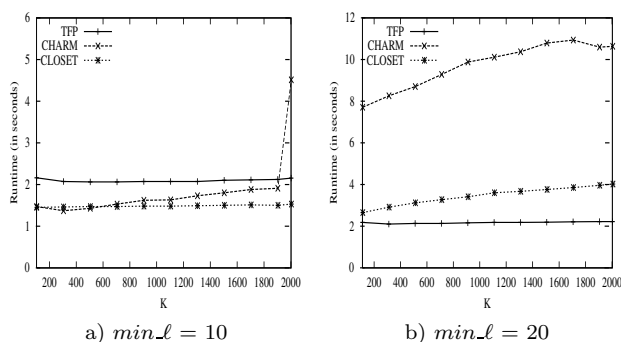 6
5
4
3
2
1
0
Runtime (in seconds)
TFP
CHARM
CLOSET
200 400 600 800 1000 1200 1400 1600 1800 2000
K
a) min_ℓ = 10
12
10
8
6
4
2
0
Runtime (in seconds)
TFP
CHARM
CLOSET
200 400 600 800 1000 1200 1400 1600 1800 2000
K
b) min_ℓ = 20